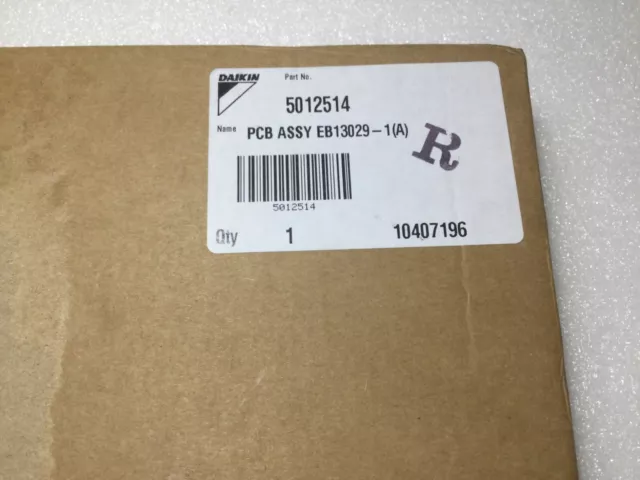 DAIKIN
Part No.
5012514
Name PCB ASSY EB13029-1(A)
R
5012514
Qty 1 10407196